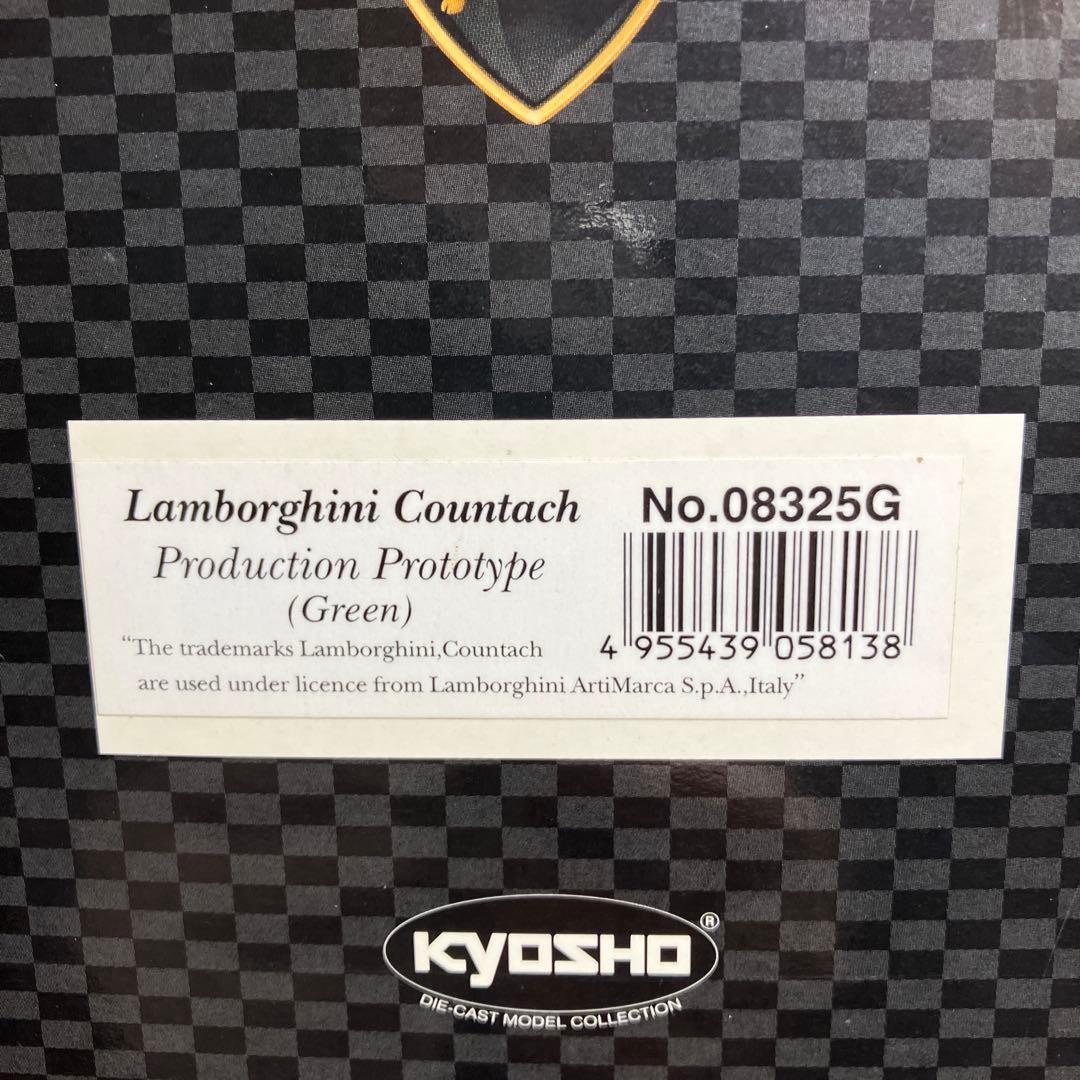 Lamborghini Countach
Production Prototype
(Green)
No.08325G
4 955439 058138
“The trademarks Lamborghini,Countach
are used under licence from Lamborghini ArtiMarca S.p.A.,Italy”
KYOSHO®
DIE-CAST MODEL COLLECTION